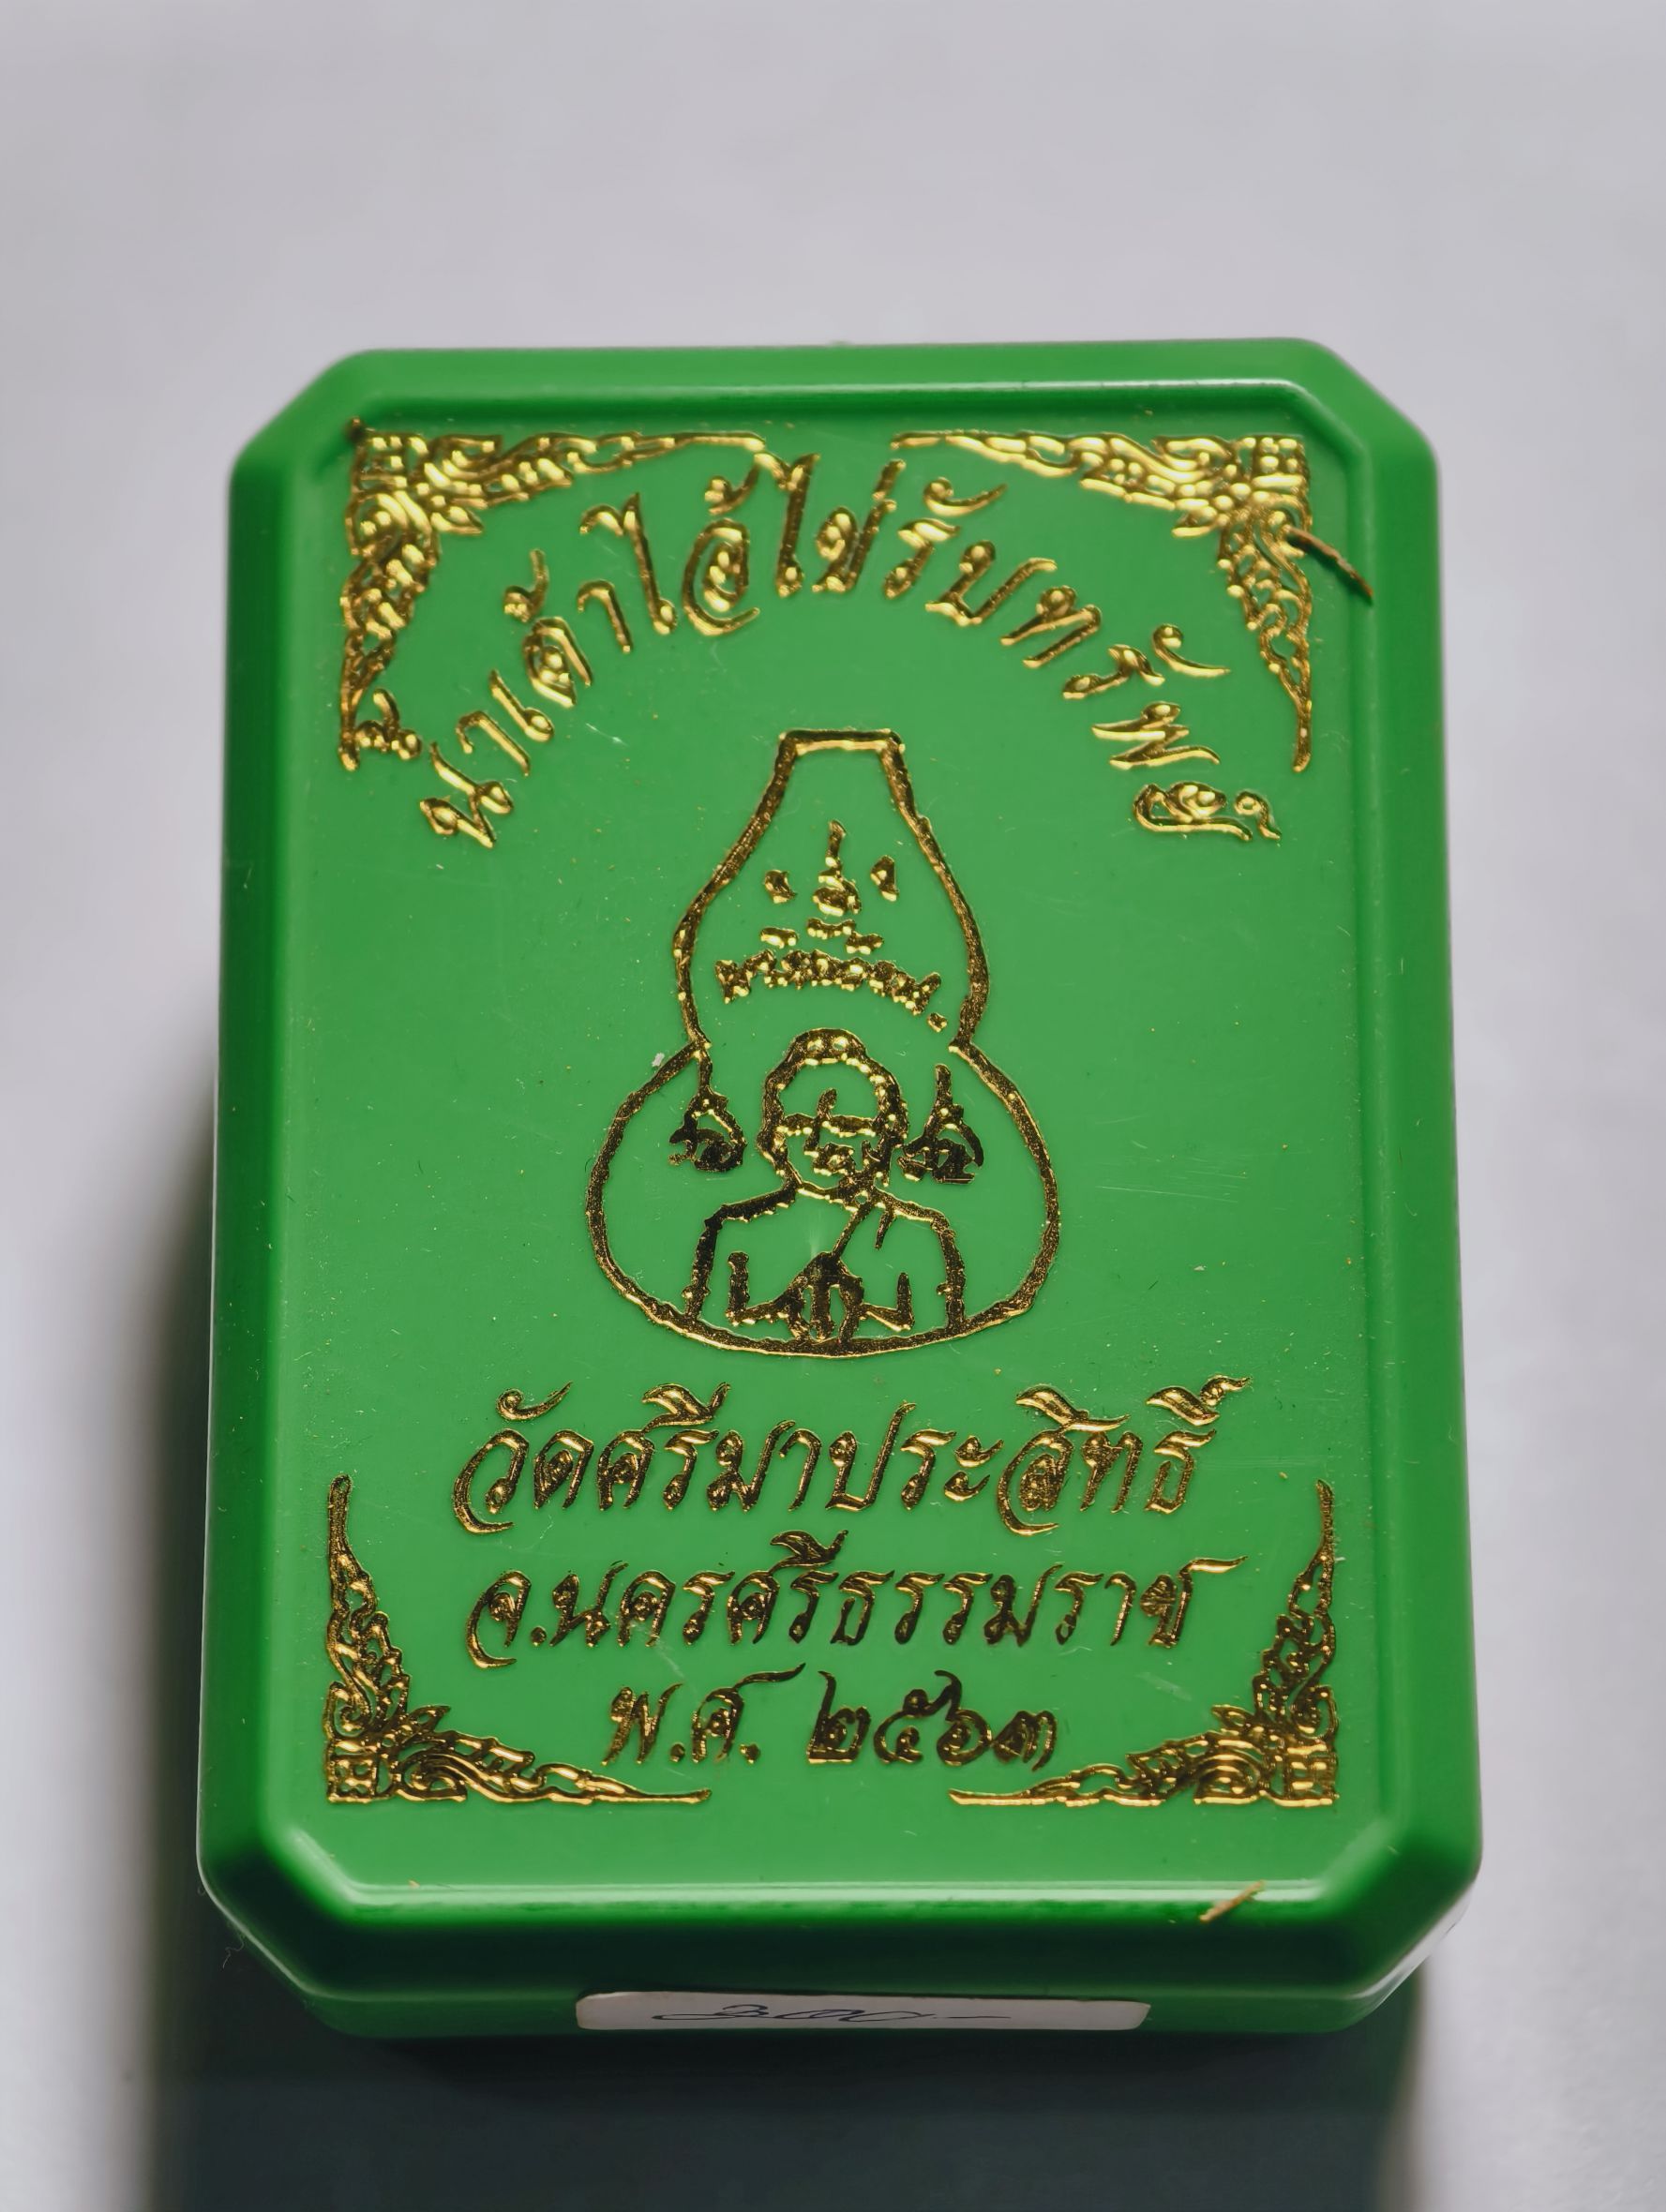 น้ำเต้าไอ้ไข่รับทรัพย์
วัดศรีมาประสิทธิ์
จ.นครศรีธรรมราช
พ.ศ. ๒๕๖๓